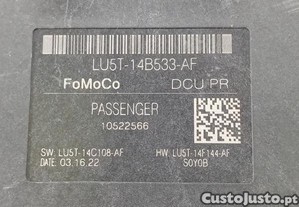 LU5T-14B533-AF
FoMoCo DCU PR
PASSENGER
10522566
SW: LU5T-14C108-AF HW: LU5T-14F144-AF
DATE: 03.16.22 S0Y0B
CustoJusto.pt